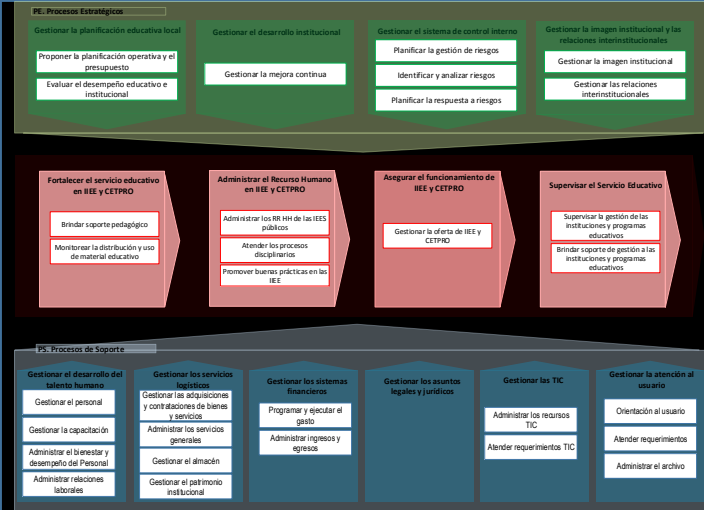 PE. Procesos Estratégicos
Gestionar la planificación educativa local
Proponer la planificación operativa y el
presupuesto
Evaluar el desempeño educativo e
institucional
Gestionar el desarrollo institucional
Gestionar la mejora continua
Gestionar el sistema de control interno
Planificar la gestión de riesgos
Identificar y analizar riesgos
Planificar la respuesta a riesgos
Gestionar la imagen institucional y las
relaciones interinstitucionales
Gestionar la imagen institucional
Gestionar las relaciones
interinstitucionales
Fortalecer el servicio educativo
en IIEE y CETPRO
Brindar soporte pedagógico
Monitorear la distribución y uso
de material educativo
Administrar el Recurso Humano
en IIEE y CETPRO
Administrar los RR HH de las IEES
públicos
Atender los procesos
disciplinarios
Promover buenas prácticas en las
IIEE
Asegurar el funcionamiento de
IIEE y CETPRO
Gestionar la oferta de IEE y
CETPRO
Supervisar el Servicio Educativo
Supervisar la gestión de las
instituciones y programas
educativos
Brindar soporte de gestión a las
instituciones y programas
educativos
PS. Procesos de Soporte
Gestionar el desarrollo del
talento humano
Gestionar el personal
Gestionar la capacitación
Administrar el bienestar y
desempeño del Personal
Administrar relaciones
laborales
Gestionar los servicios
logísticos
Gestionar las adquisiciones
y contrataciones de bienes
y servicios
Administrar los servicios
generales
Gestionar el almacén
Gestionar el patrimonio
institucional
Gestionar los sistemas
financieros
Programar y ejecutar el
gasto
Administrar ingresos y
egresos
Gestionar los asuntos
legales y jurídicos
Gestionar las TIC
Administrar los recursos
TIC
Atender requerimientos TIC
Gestionar la atención al
usuario
Orientación al usuario
Atender requerimientos
Administrar el archivo